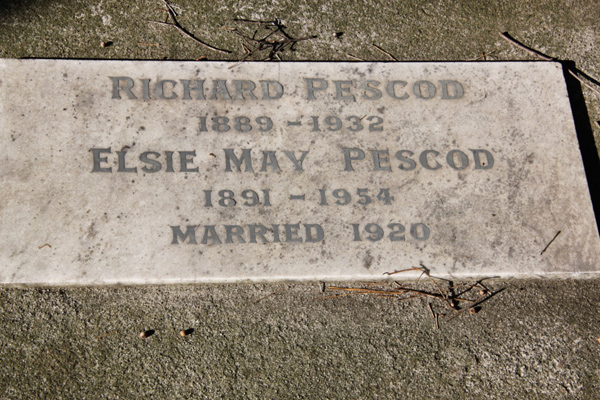 Richard Pescod
1889 - 1932
Elsie May Pescod
1891 - 1954
Married 1920